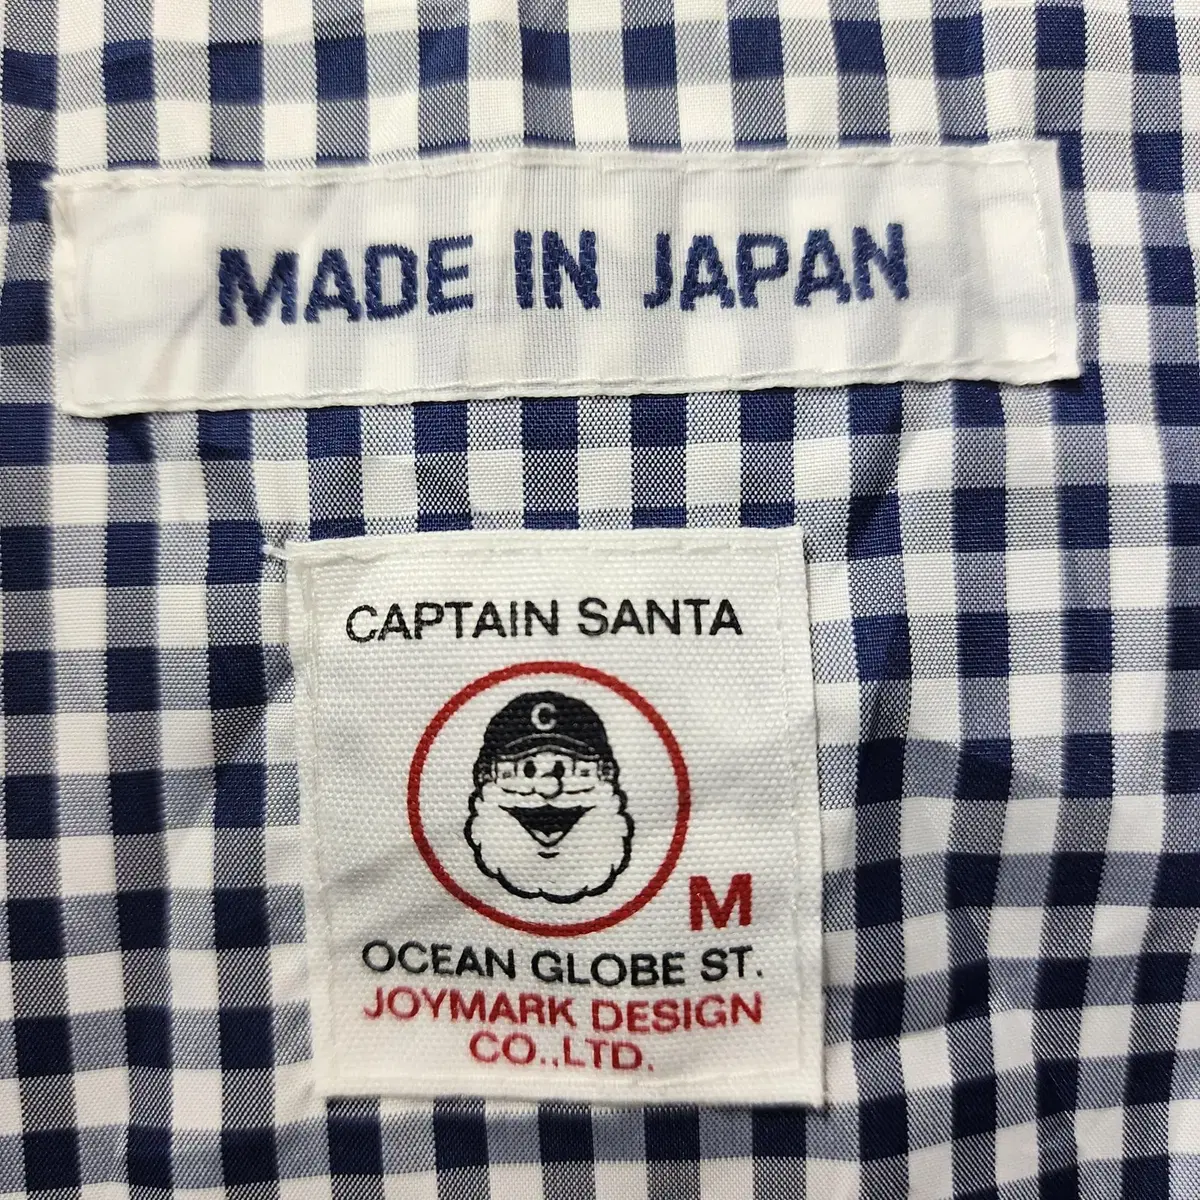 MADE IN JAPAN
CAPTAIN SANTA
C
M
OCEAN GLOBE ST.
JOYMARK DESIGN
CO.,LTD.